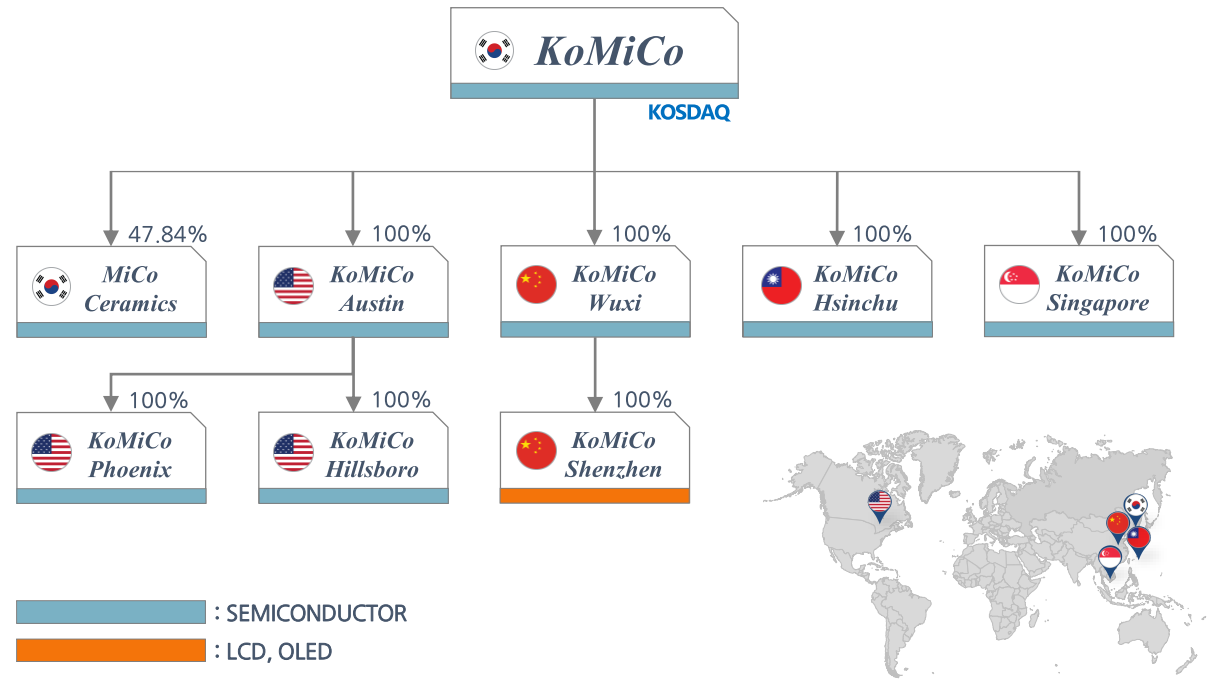 KoMiCo
KOSDAQ
47.84%
MiCo
Ceramics
100%
KoMiCo
Austin
100%
KoMiCo
Wuxi
100%
KoMiCo
Hsinchu
100%
KoMiCo
Singapore
100%
KoMiCo
Phoenix
100%
KoMiCo
Hillsboro
100%
KoMiCo
Shenzhen
: SEMICONDUCTOR
: LCD, OLED